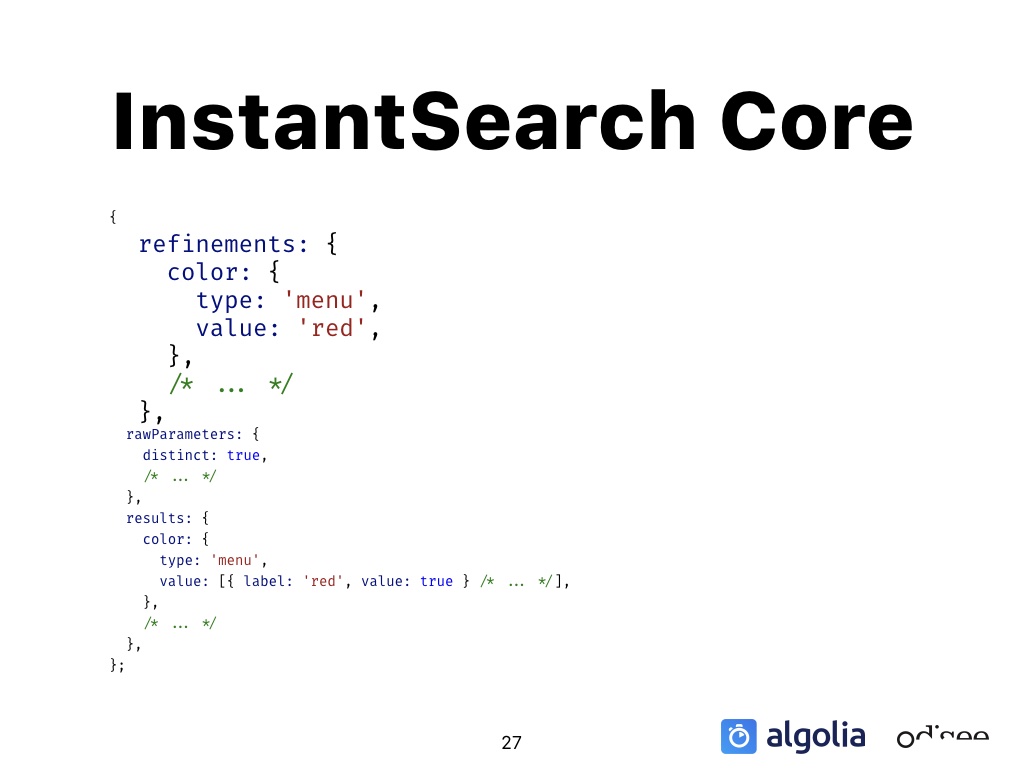 InstantSearch Core
{
  refinements: {
    color: {
      type: 'menu',
      value: 'red',
    },
    /* ... */
  },
  rawParameters: {
    distinct: true,
    /* ... */
  },
  results: {
    color: {
      type: 'menu',
      value: [{ label: 'red', value: true } /* ... */],
    },
    /* ... */
  },
};
27
algolia
odisee